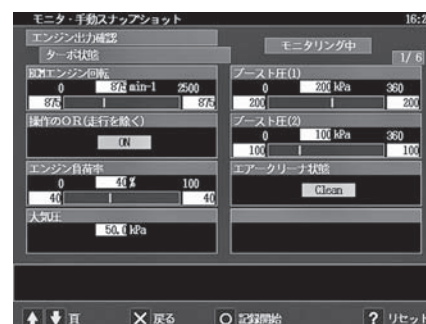 モニタ・手動スナップショット 16:2
エンジン出力確認
ターボ状態
モニタリング中
1/ 6
ECMエンジン回転
0 875 min-1 2500
875 875
操作のOR(走行を除く)
ON
エンジン負荷率
0 40 % 100
40 40
大気圧
50.0 kPa
ブースト圧(1)
0 200 kPa 360
200 200
ブースト圧(2)
0 100 kPa 360
100 100
エアークリーナ状態
Clean
頁 戻る 記録開始 ? リセット